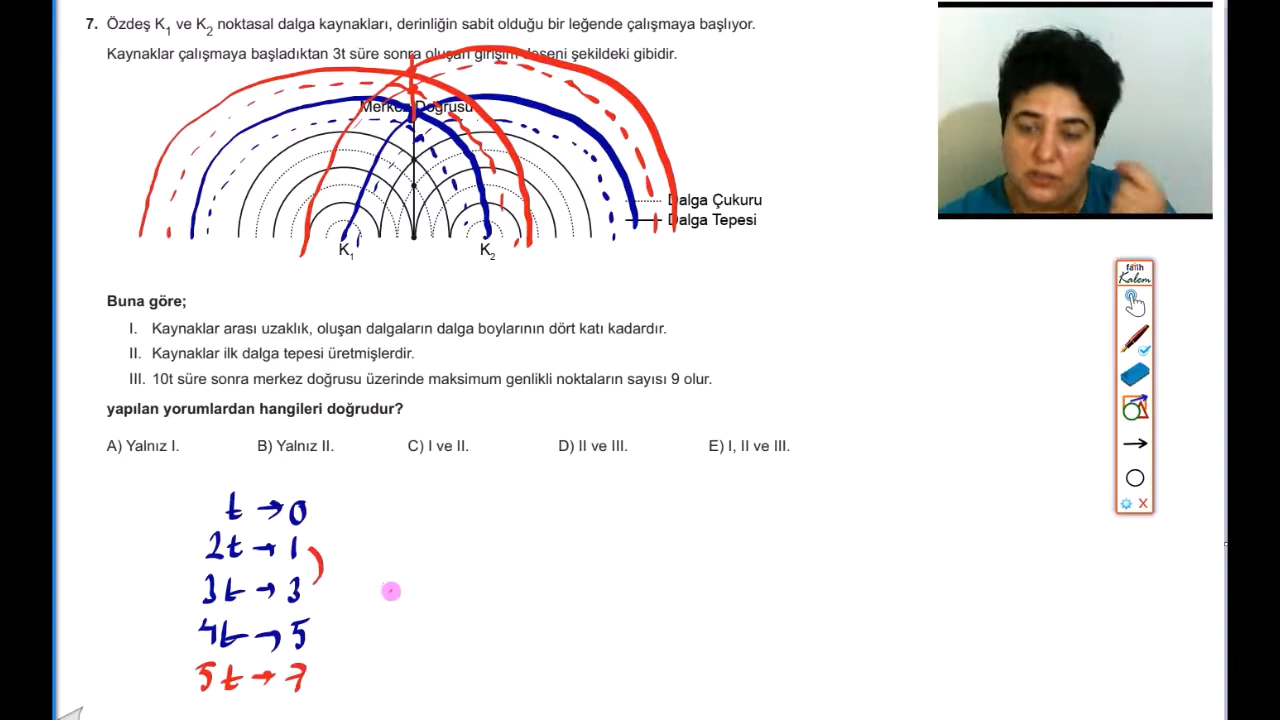 7. Özdeş K1 ve K2 noktasal dalga kaynakları, derinliğin sabit olduğu bir leğende çalışmaya başlıyor.
Kaynaklar çalışmaya başladıktan 3t süre sonra oluşan girişim deseni şekildeki gibidir.
Merkez Doğrusu
Dalga Çukuru
Dalga Tepesi
K1 K2
Buna göre;
I. Kaynaklar arası uzaklık, oluşan dalgaların dalga boylarının dört katı kadardır.
II. Kaynaklar ilk dalga tepesi üretmişlerdir.
III. 10t süre sonra merkez doğrusu üzerinde maksimum genlikli noktaların sayısı 9 olur.
yapılan yorumlardan hangileri doğrudur?
A) Yalnız I. B) Yalnız II. C) I ve II. D) II ve III. E) I, II ve III.
t → 0
2t → 1
3t → 3
4t → 5
5t → 7
fatih
Kalem